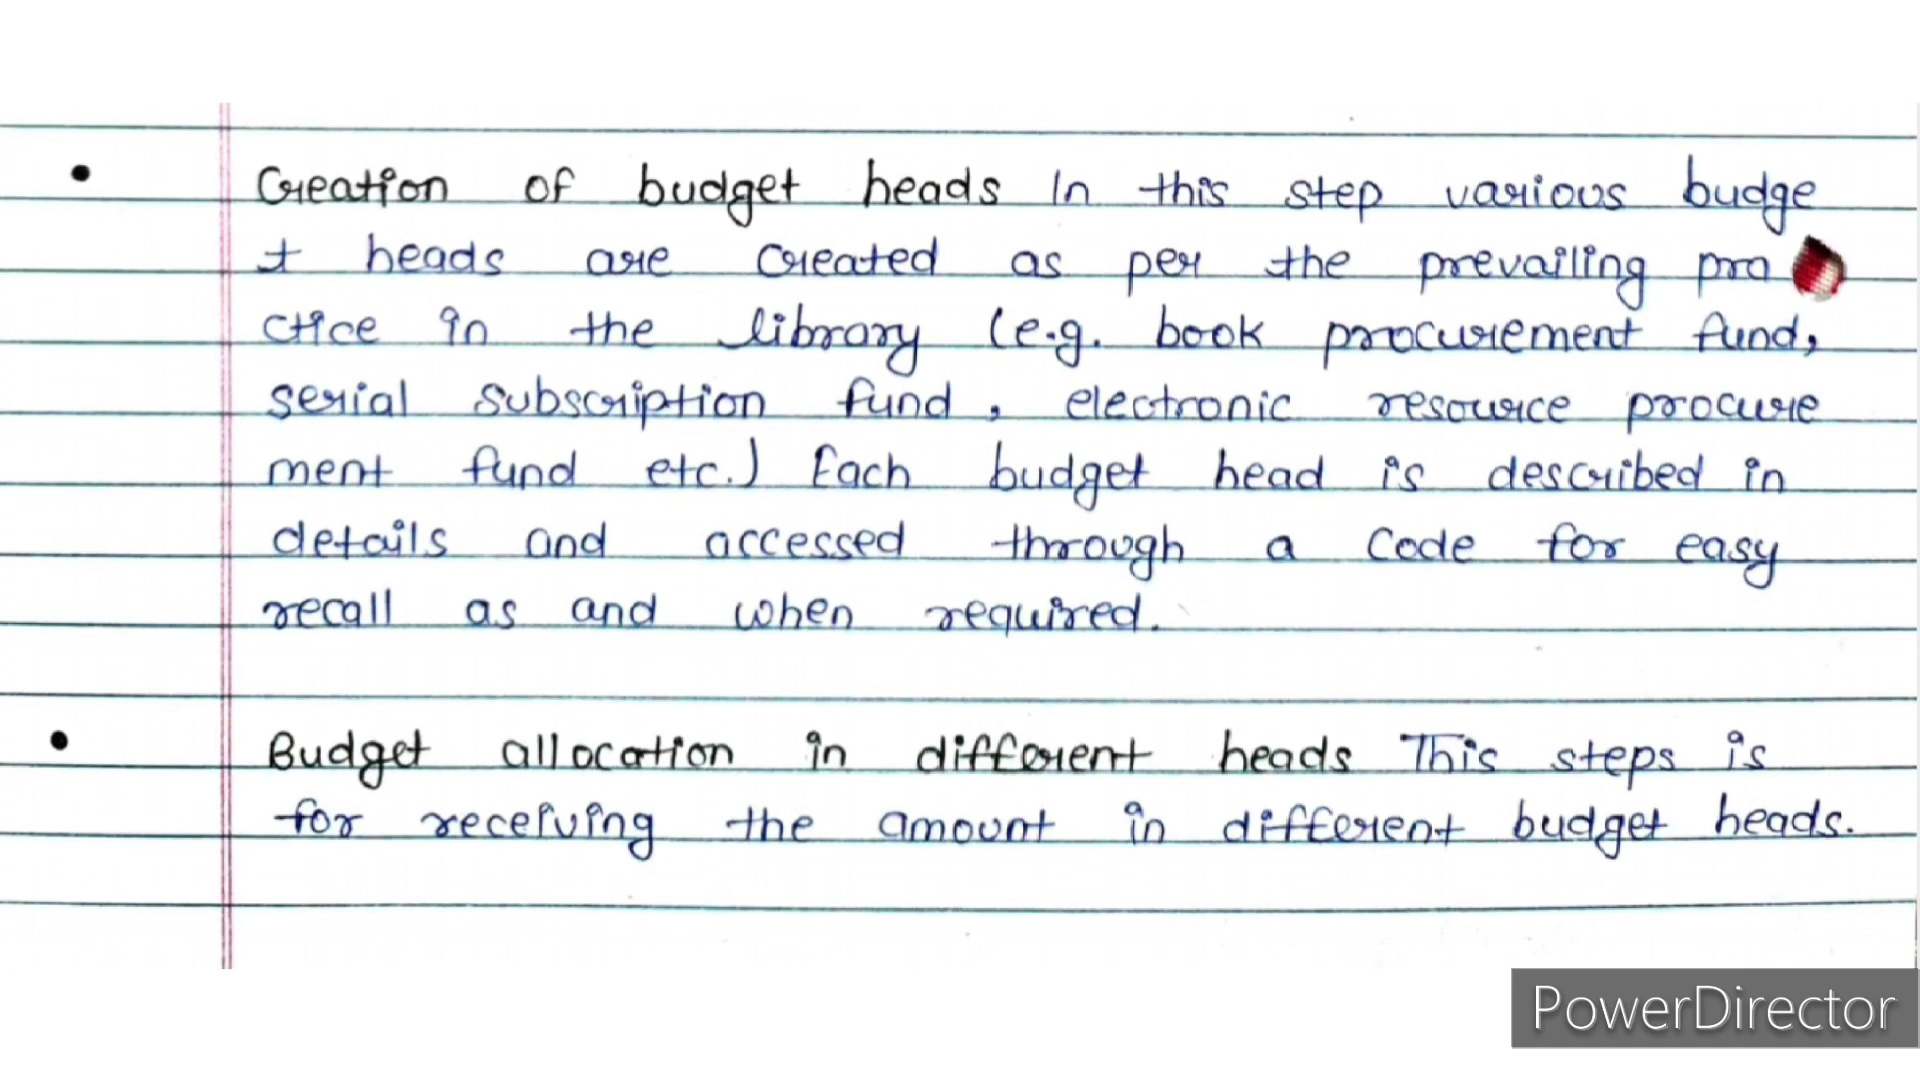 • Creation of budget heads In this step various budge
t heads are created as per the prevailing pra
ctice in the library (e.g. book procurement fund,
serial subscription fund, electronic resource procure
ment fund etc.) Each budget head is described in
details and accessed through a code for easy
recall as and when required.
• Budget allocation in different heads This steps is
for receiving the amount in different budget heads.
PowerDirector